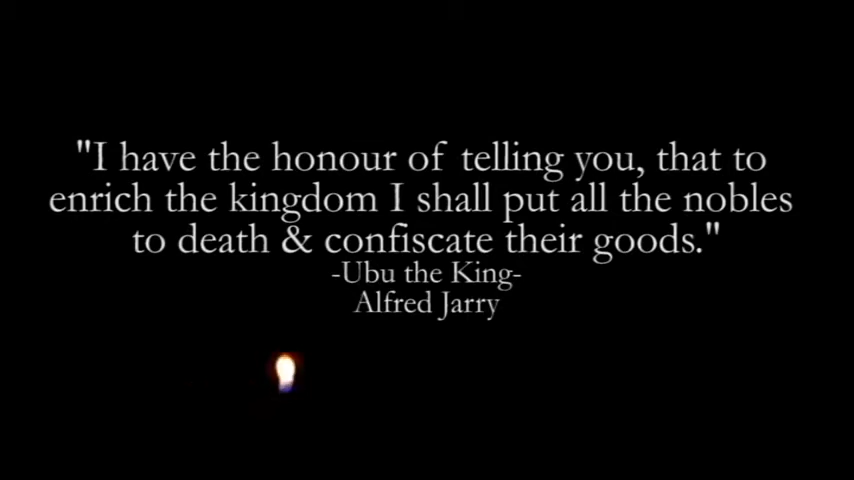 "I have the honour of telling you, that to
enrich the kingdom I shall put all the nobles
to death & confiscate their goods."
-Ubu the King-
Alfred Jarry